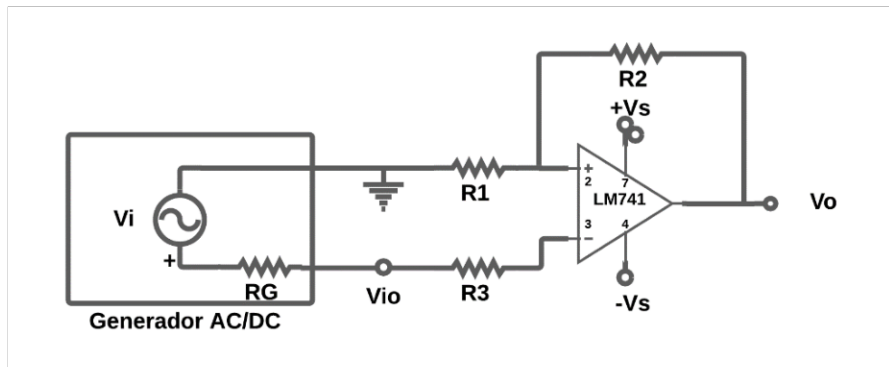 R2
+Vs
+
R1
2
7
LM741
Vi
Vo
3
4
−
+
RG
Vio
R3
-Vs
Generador AC/DC